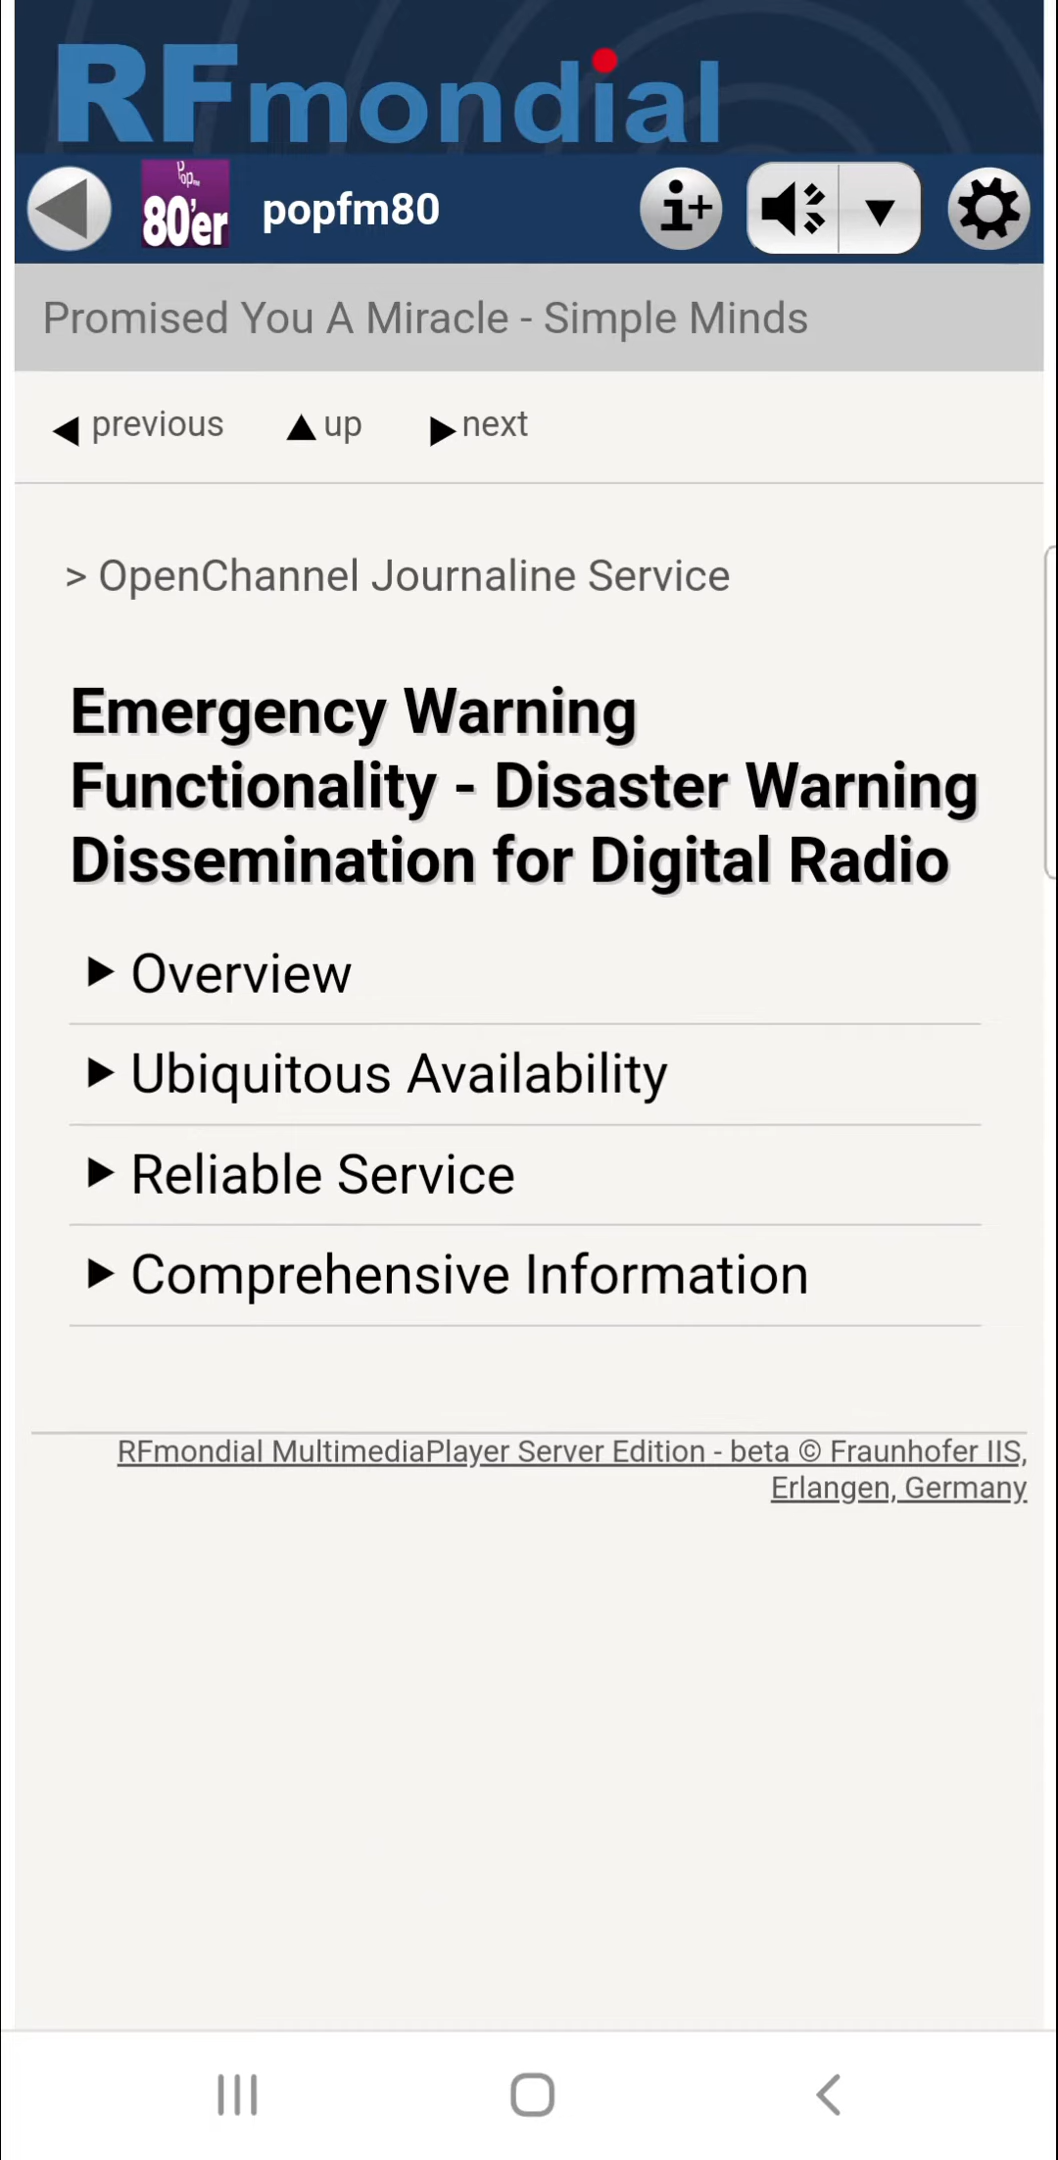 RFmondial
Pop FM
80'er
popfm80
i+
Promised You A Miracle - Simple Minds
previous
up
next
> OpenChannel Journaline Service
Emergency Warning
Functionality - Disaster Warning
Dissemination for Digital Radio
Overview
Ubiquitous Availability
Reliable Service
Comprehensive Information
RFmondial MultimediaPlayer Server Edition - beta © Fraunhofer IIS,
Erlangen, Germany